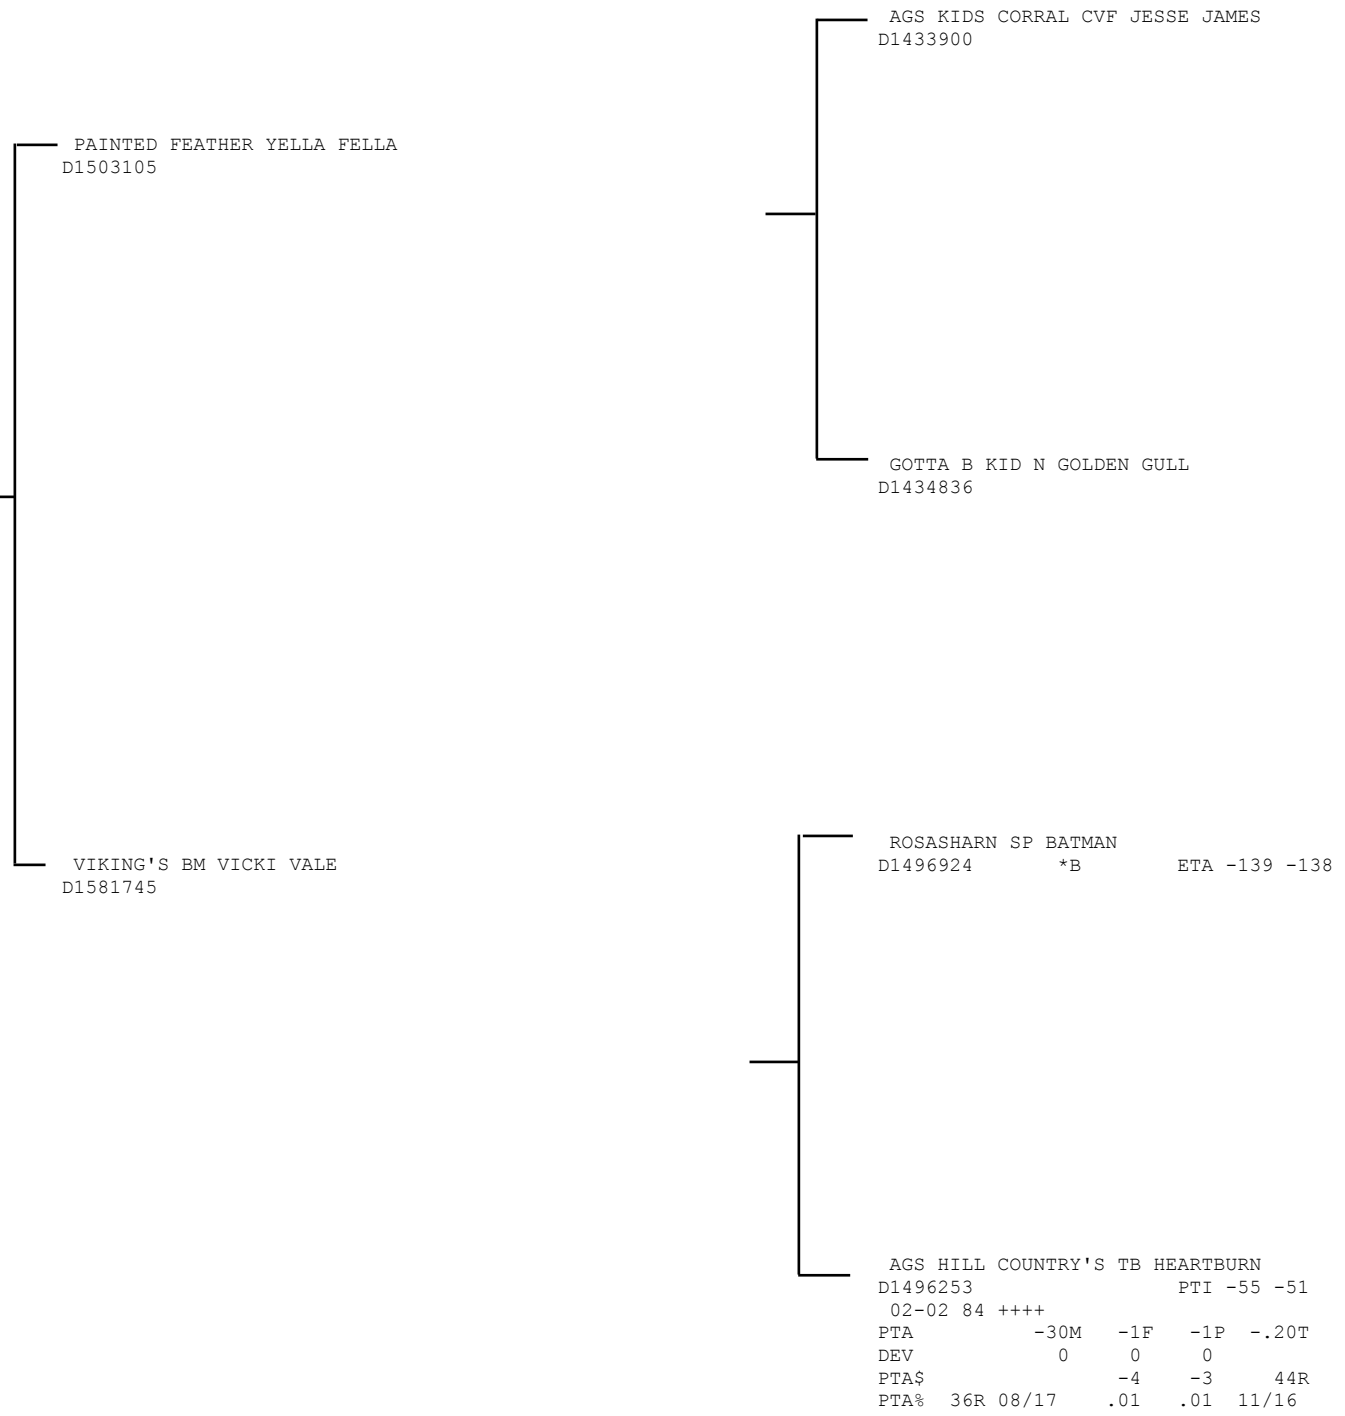 AGS KIDS CORRAL CVF JESSE JAMES
D1433900
PAINTED FEATHER YELLA FELLA
D1503105
GOTTA B KID N GOLDEN GULL
D1434836
ROSASHARN SP BATMAN
D1496924 *B ETA -139 -138
VIKING'S BM VICKI VALE
D1581745
AGS HILL COUNTRY'S TB HEARTBURN
D1496253 PTI -55 -51
02-02 84 ++++
PTA -30M -1F -1P -.20T
DEV 0 0 0
PTA$ -4 -3 44R
PTA% 36R 08/17 .01 .01 11/16